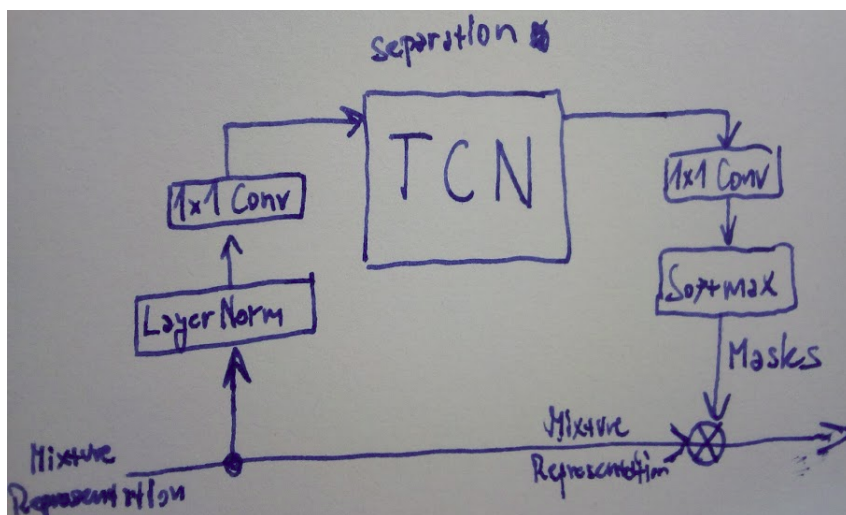 separation
TCN
1x1 Conv
1x1 Conv
LayerNorm
Softmax
Masks
Mixture
Representation
Mixture
Representation